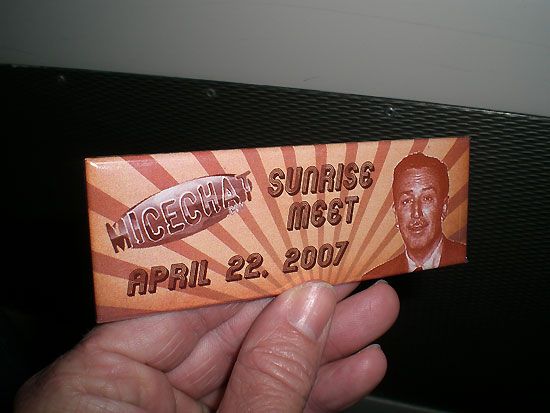 MICECHAT
SUNRISE
MEET
APRIL 22. 2007